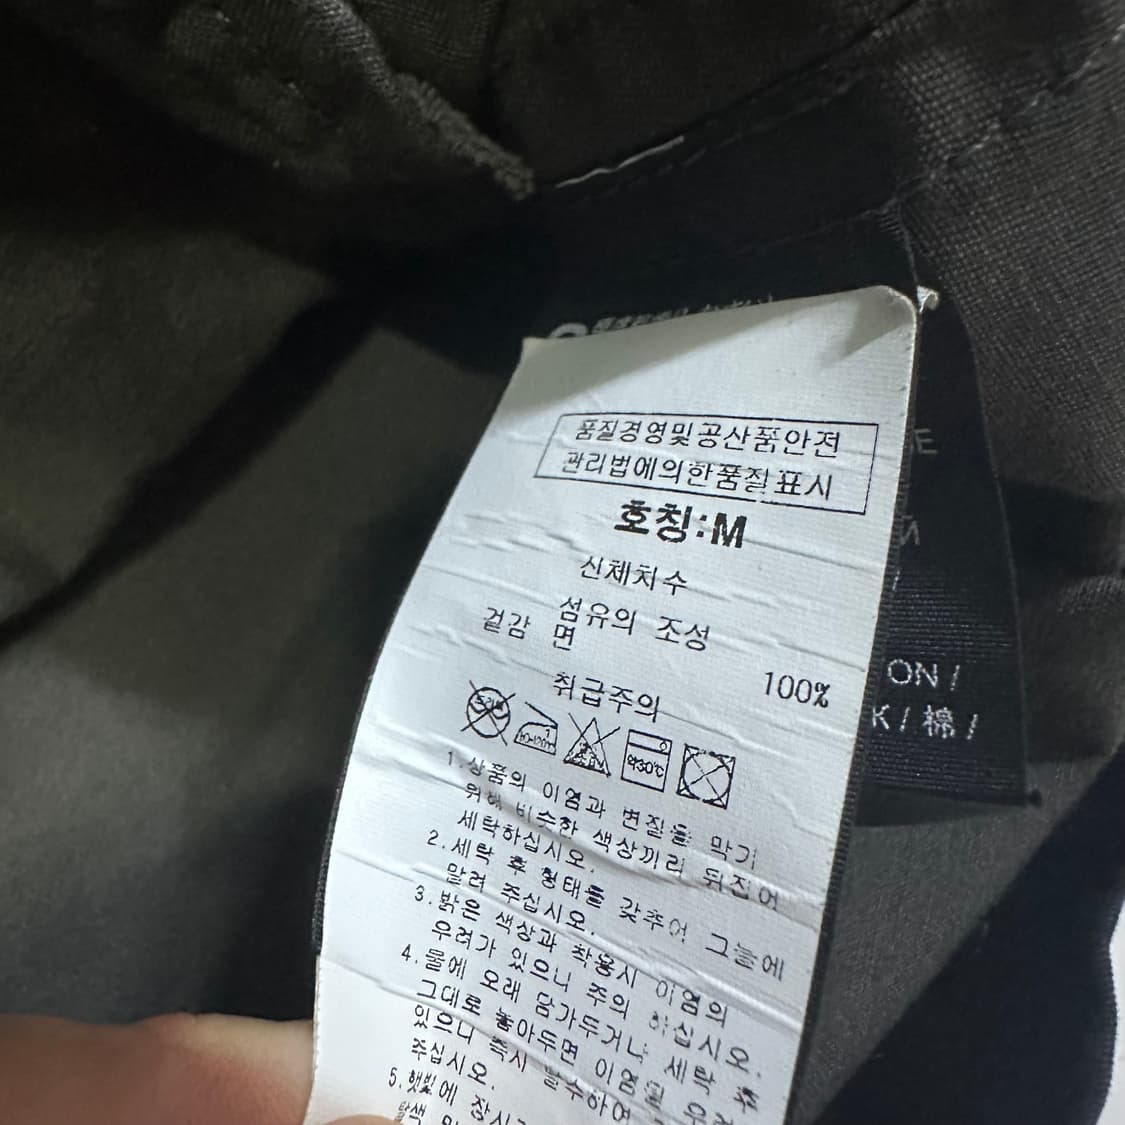 품질경영및공산품안전
관리법에의한품질표시
호칭:M
신체치수
섬유의 조성
겉감 면 100%
취급주의
약30℃
1.상품의 이염과 변질을 막기
위해 비슷한 색상끼리 뒤집어
세탁하십시오.
2.세탁 후 형태를 갖추어 그늘에
말려 주십시오.
3.밝은 색상과 착용시 이염의
우려가 있으니 주의 하십시오.
4.물에 오래 담가두거나 세탁 후
그대로 놓아두면 이염될 우려
있으니 즉시 탈수하여
주십시오.
5.햇빛에
탈색
E
ON /
K / 棉 /